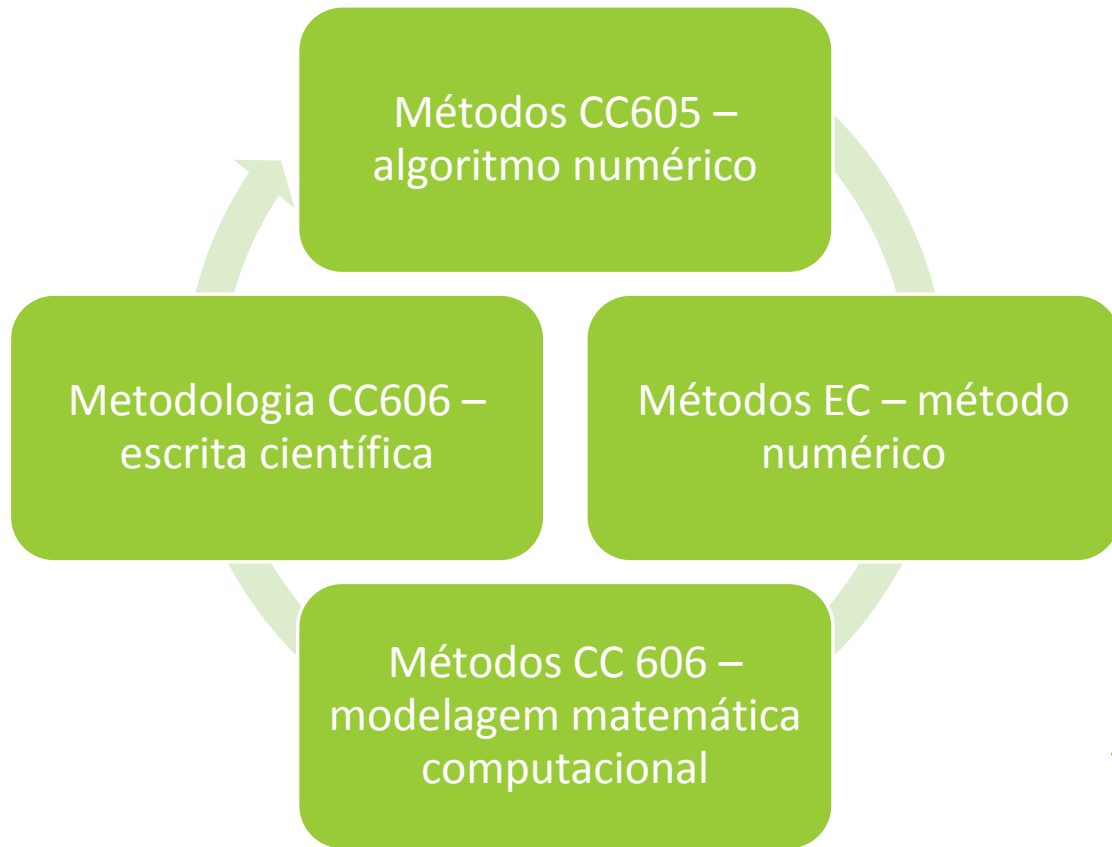 Métodos CC605 –
algoritmo numérico
Métodos EC – método
numérico
Métodos CC 606 –
modelagem matemática
computacional
Metodologia CC606 –
escrita científica